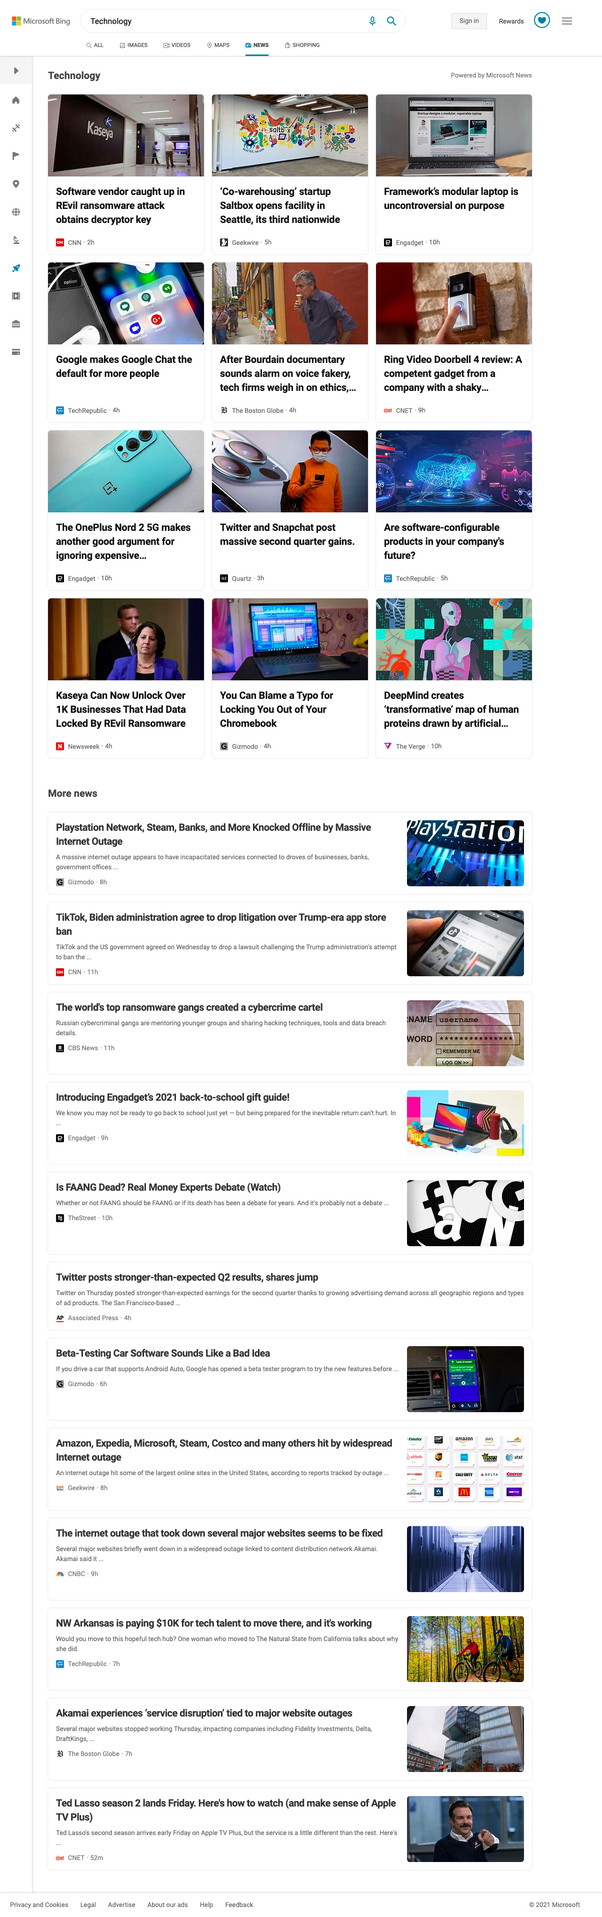 Microsoft Bing
Technology
Sign in
Rewards
ALL
IMAGES
VIDEOS
MAPS
NEWS
SHOPPING
Technology
Powered by Microsoft News
Kaseya
Software vendor caught up in
REvil ransomware attack
obtains decryptor key
CNN · 2h
'Co-warehousing' startup
Saltbox opens facility in
Seattle, its third nationwide
Geekwire · 5h
Framework's modular laptop is
uncontroversial on purpose
Engadget · 10h
option
Google makes Google Chat the
default for more people
TechRepublic · 4h
After Bourdain documentary
sounds alarm on voice fakery,
tech firms weigh in on ethics,...
The Boston Globe · 4h
Ring Video Doorbell 4 review: A
competent gadget from a
company with a shaky...
CNET · 9h
The OnePlus Nord 2 5G makes
another good argument for
ignoring expensive...
Engadget · 10h
Twitter and Snapchat post
massive second quarter gains.
Quartz · 3h
Are software-configurable
products in your company's
future?
TechRepublic · 5h
Kaseya Can Now Unlock Over
1K Businesses That Had Data
Locked By REvil Ransomware
Newsweek · 4h
You Can Blame a Typo for
Locking You Out of Your
Chromebook
Gizmodo · 4h
DeepMind creates
'transformative' map of human
proteins drawn by artificial...
The Verge · 10h
More news
Playstation Network, Steam, Banks, and More Knocked Offline by Massive
Internet Outage
A massive internet outage appears to have incapacitated services connected to droves of businesses, banks,
government offices ...
Gizmodo · 8h
PlayStation
TikTok, Biden administration agree to drop litigation over Trump-era app store
ban
TikTok and the US government agreed on Wednesday to drop a lawsuit challenging the Trump administration's attempt
to ban the ...
CNN · 11h
The world's top ransomware gangs created a cybercrime cartel
Russian cybercriminal gangs are mentoring younger groups and sharing hacking techniques, tools and data breach
details.
CBS News · 11h
NAME username
WORD ***************
REMEMBER ME
LOG ON >>
Introducing Engadget's 2021 back-to-school gift guide!
We know you may not be ready to go back to school just yet — but being prepared for the inevitable return can't hurt. In
...
Engadget · 9h
Is FAANG Dead? Real Money Experts Debate (Watch)
Whether or not FAANG should be FAANG or if its death has been a debate for years. And it's probably not a debate ...
TheStreet · 10h
Twitter posts stronger-than-expected Q2 results, shares jump
Twitter on Thursday posted stronger-than-expected earnings for the second quarter thanks to growing advertising demand across all geographic regions and types
of ad products. The San Francisco-based ...
Associated Press · 4h
Beta-Testing Car Software Sounds Like a Bad Idea
If you drive a car that supports Android Auto, Google has opened a beta tester program to try the new features before ...
Gizmodo · 6h
Amazon, Expedia, Microsoft, Steam, Costco and many others hit by widespread
Internet outage
An internet outage hit some of the largest online sites in the United States, according to reports tracked by outage ...
Geekwire · 8h
Fidelity
amazon
aws
airbnb
at&t
CALL OF DUTY
DELTA
Costco
The internet outage that took down several major websites seems to be fixed
Several major websites briefly went down in a widespread outage linked to content distribution network Akamai.
Akamai said it ...
CNBC · 9h
NW Arkansas is paying $10K for tech talent to move there, and it's working
Would you move to this hopeful tech hub? One woman who moved to The Natural State from California talks about why
she did.
TechRepublic · 7h
Akamai experiences 'service disruption' tied to major website outages
Several major websites stopped working Thursday, impacting companies including Fidelity Investments, Delta,
DraftKings, ...
The Boston Globe · 7h
Ted Lasso season 2 lands Friday. Here's how to watch (and make sense of Apple
TV Plus)
Ted Lasso's second season arrives early Friday on Apple TV Plus, but the service is a little different than the rest. Here's
...
CNET · 52m
Privacy and Cookies
Legal
Advertise
About our ads
Help
Feedback
© 2021 Microsoft